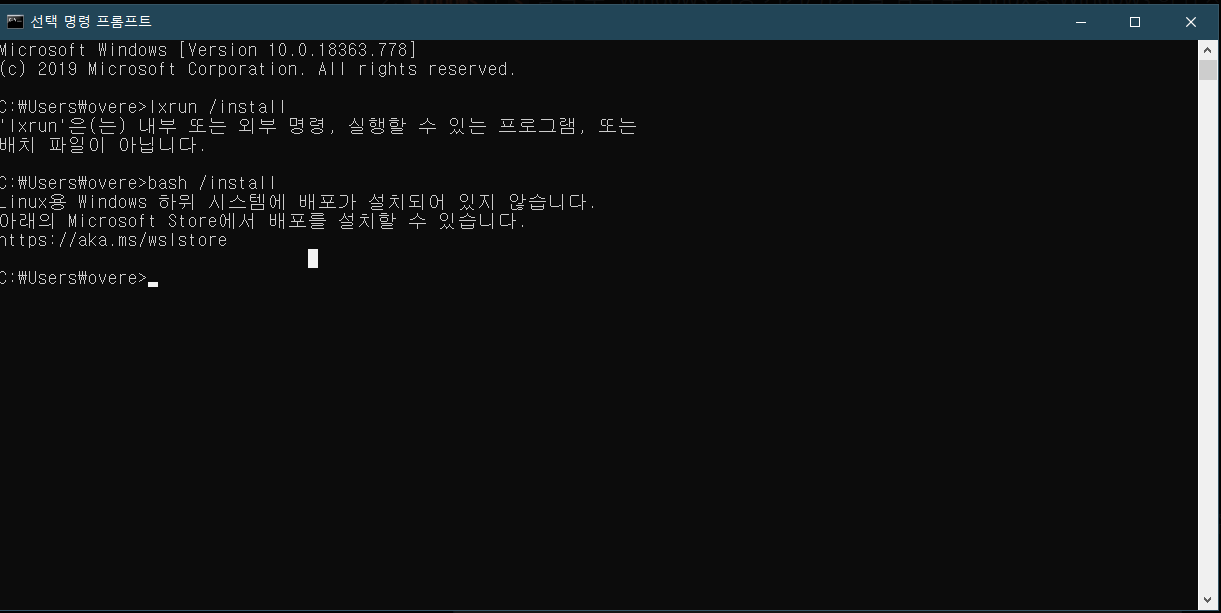 선택 명령 프롬프트
Microsoft Windows [Version 10.0.18363.778]
(c) 2019 Microsoft Corporation. All rights reserved.
C:₩Users₩overe>lxrun /install
'lxrun'은(는) 내부 또는 외부 명령, 실행할 수 있는 프로그램, 또는
배치 파일이 아닙니다.
C:₩Users₩overe>bash /install
Linux용 Windows 하위 시스템에 배포가 설치되어 있지 않습니다.
아래의 Microsoft Store에서 배포를 설치할 수 있습니다.
https://aka.ms/wslstore
C:₩Users₩overe>